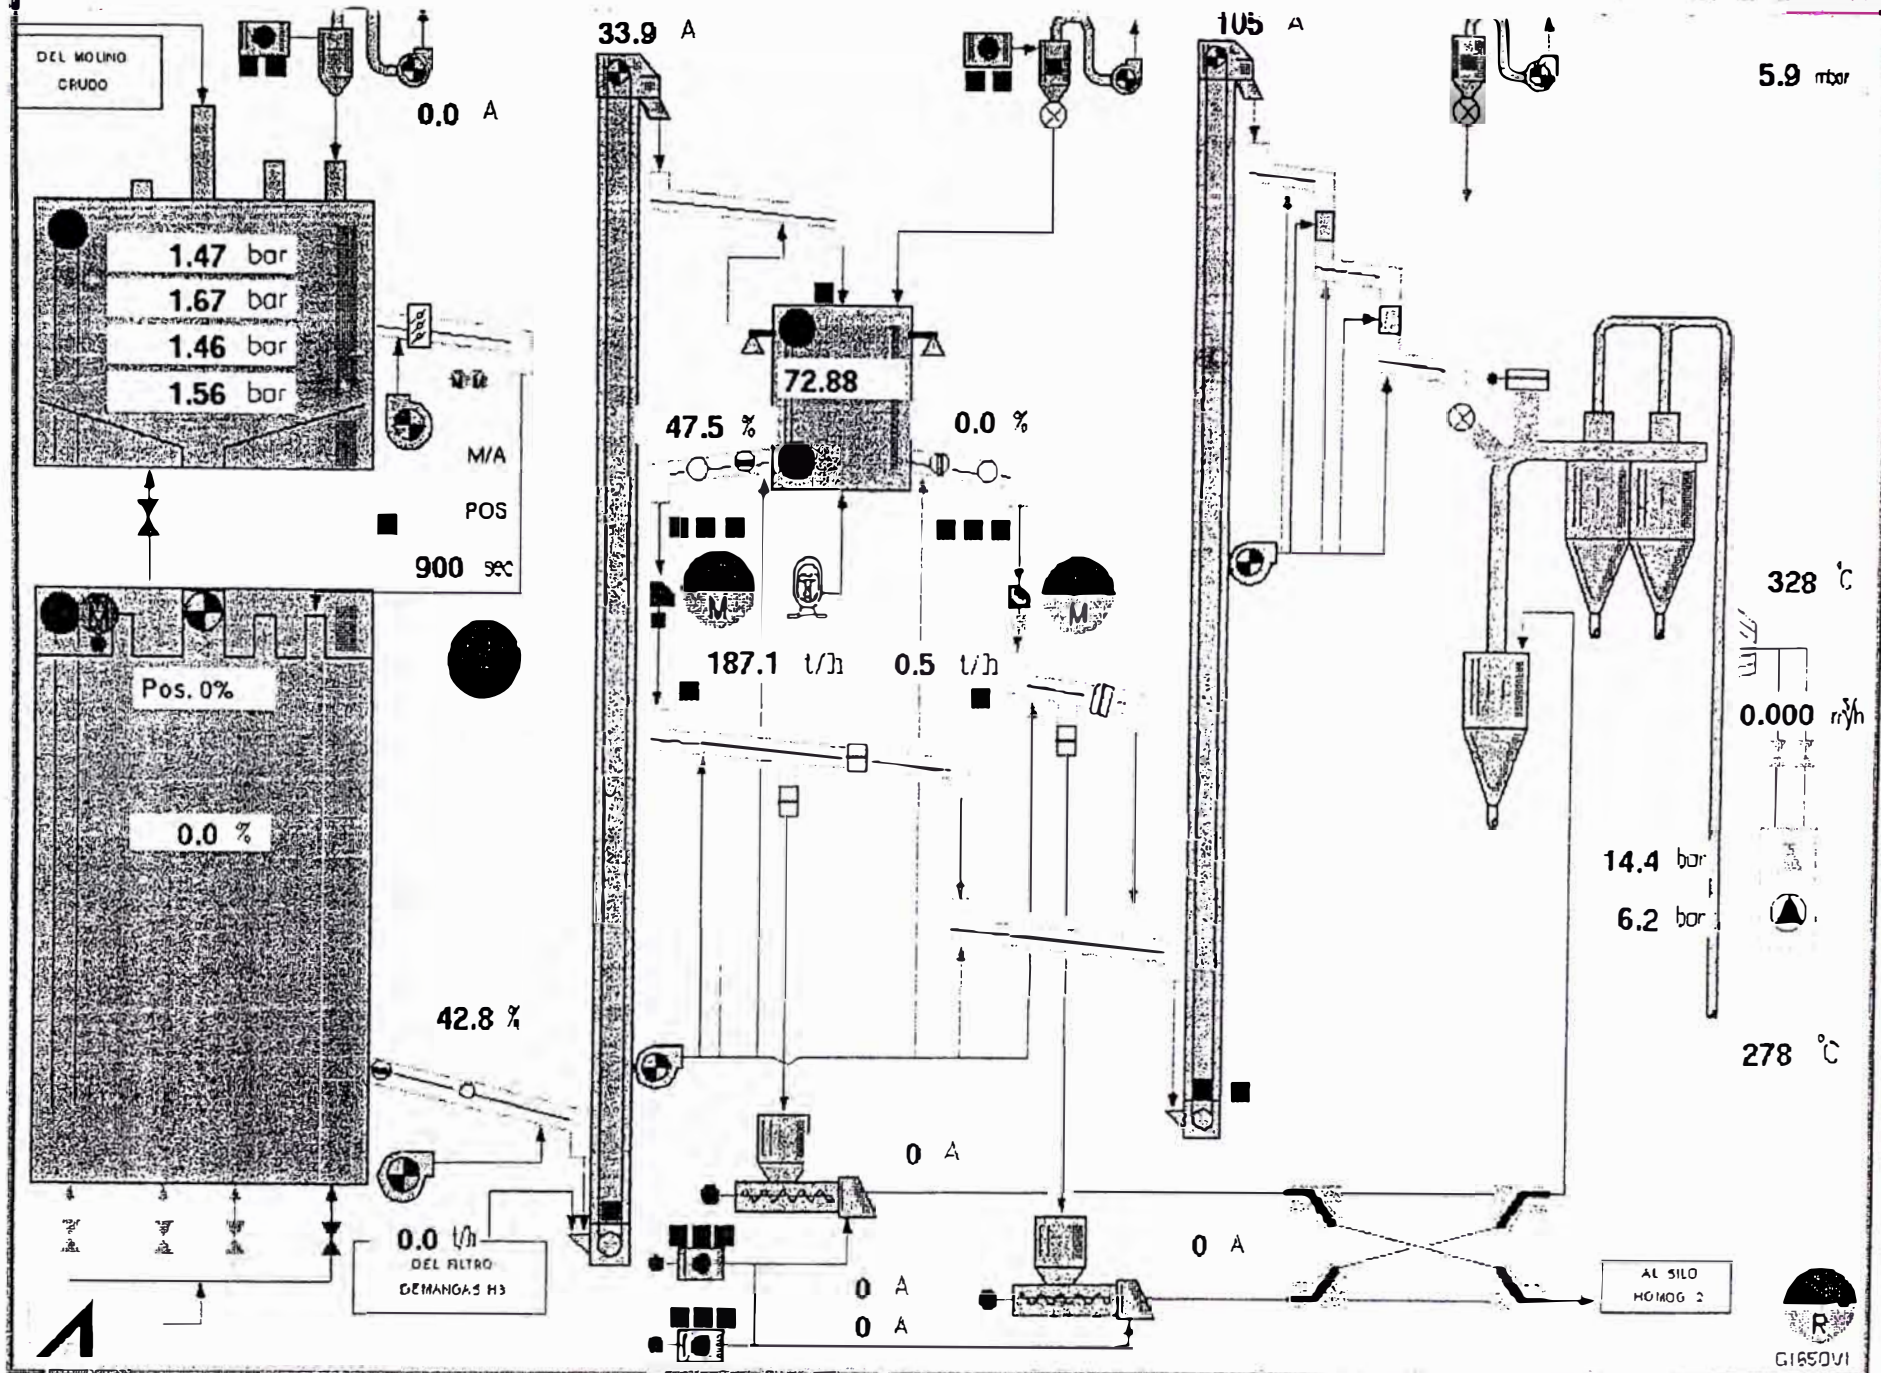 33.9 A
105 A
DEL MOLINO
CRUDO
5.9 mbar
0.0 A
1.47 bar
1.67 bar
1.46 bar
1.56 bar
72.88
47.5 %
0.0 %
M/A
POS
900 sec
328 °C
M
M
M
187.1 t/h
0.5 t/h
Pos. 0%
0.000 m³/h
0.0 %
14.4 bar
6.2 bar
42.8 %
278 °C
0 A
0.0 t/h
DEL FILTRO
DEMANGAS H3
0 A
0 A
0 A
AL SILO
HOMOG 2
R
G1650V1